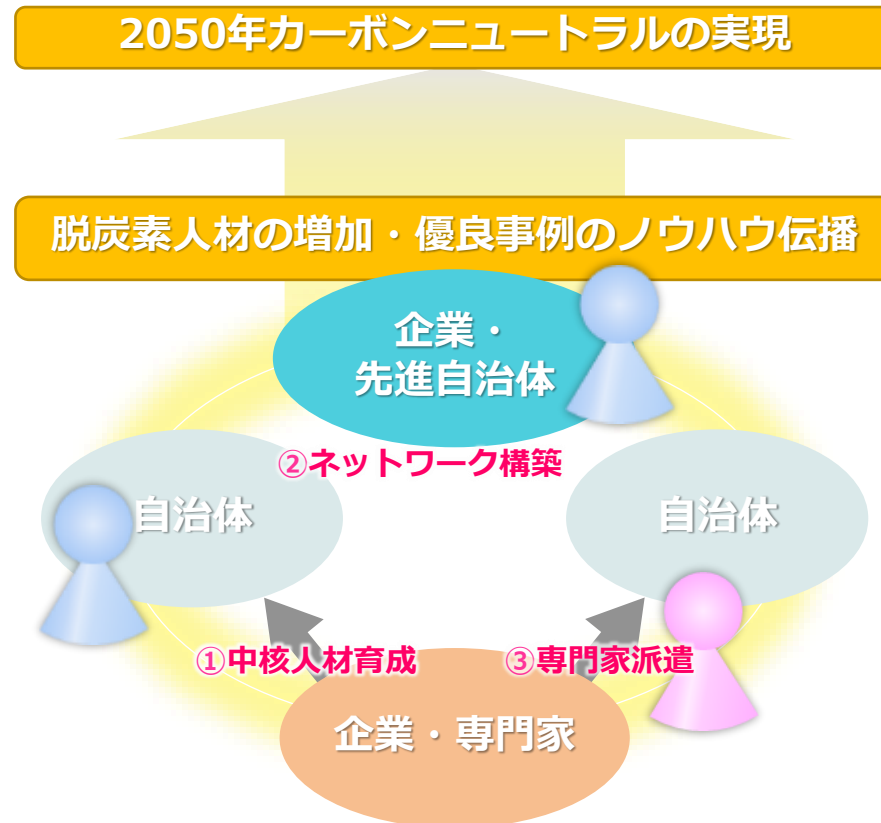 2050年カーボンニュートラルの実現
脱炭素人材の増加・優良事例のノウハウ伝播
企業・
先進自治体
②ネットワーク構築
自治体
自治体
①中核人材育成
③専門家派遣
企業・専門家